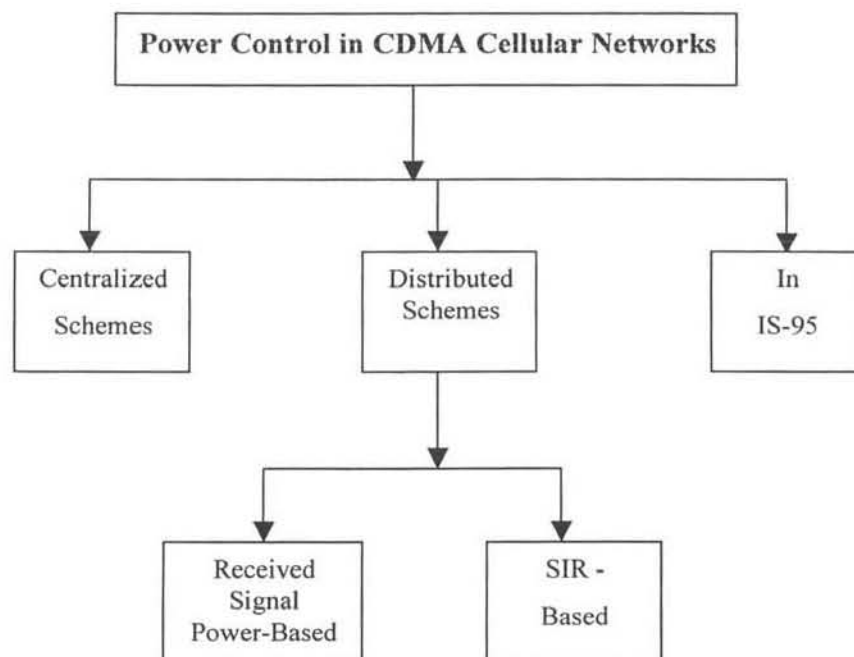 Power Control in CDMA Cellular Networks
Centralized
Schemes
Distributed
Schemes
In
IS-95
Received
Signal
Power-Based
SIR -
Based